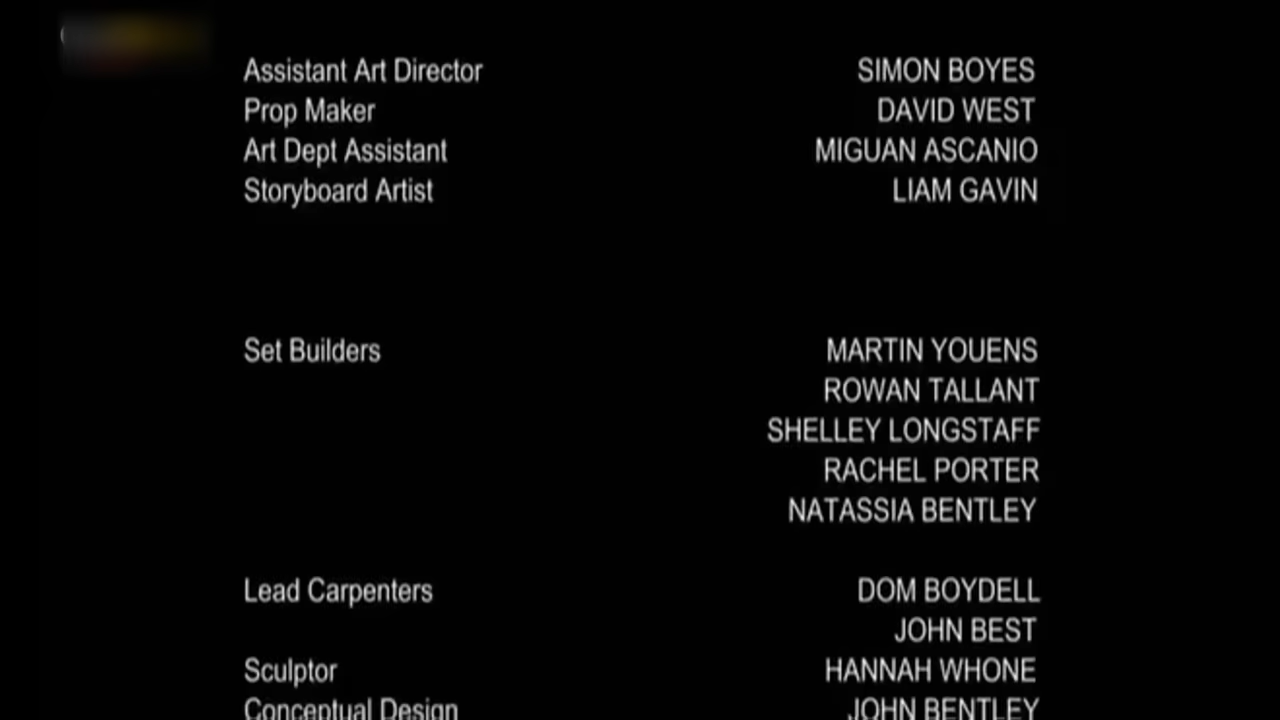 Assistant Art Director SIMON BOYES
Prop Maker DAVID WEST
Art Dept Assistant MIGUAN ASCANIO
Storyboard Artist LIAM GAVIN
Set Builders MARTIN YOUENS
ROWAN TALLANT
SHELLEY LONGSTAFF
RACHEL PORTER
NATASSIA BENTLEY
Lead Carpenters DOM BOYDELL
JOHN BEST
Sculptor HANNAH WHONE
Conceptual Design JOHN BENTLEY